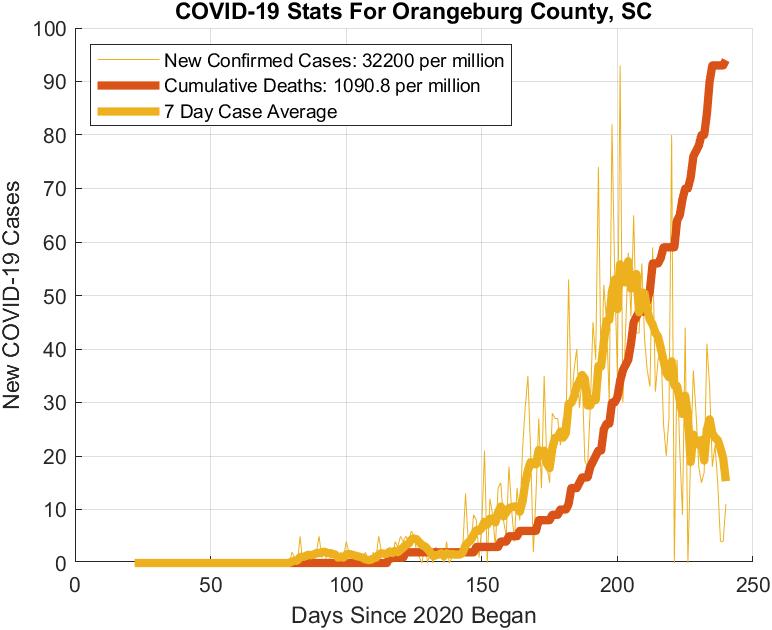 COVID-19 Stats For Orangeburg County, SC
New Confirmed Cases: 32200 per million
Cumulative Deaths: 1090.8 per million
7 Day Case Average
New COVID-19 Cases
100
90
80
70
60
50
40
30
20
10
0
0 50 100 150 200 250
Days Since 2020 Began